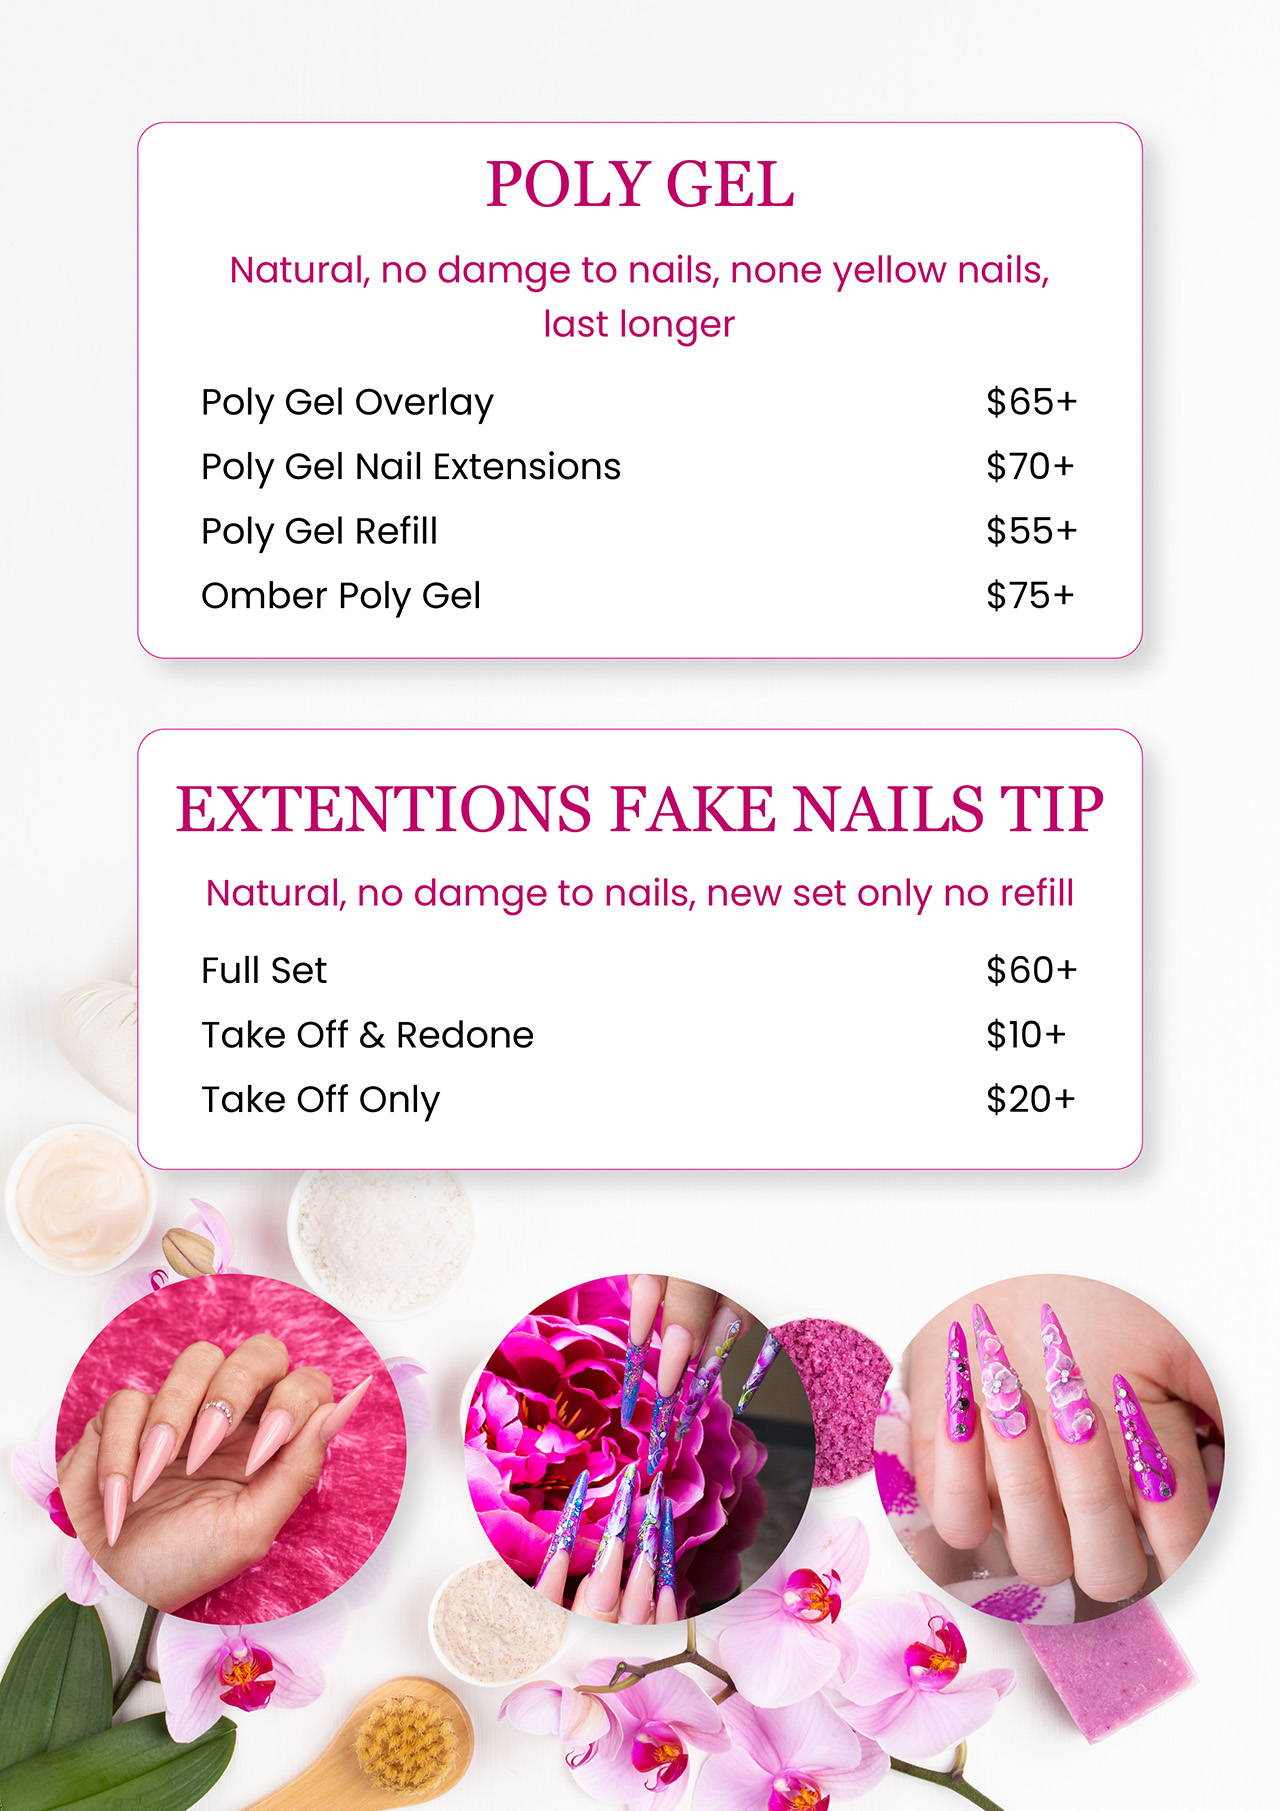 POLY GEL
Natural, no damge to nails, none yellow nails,
last longer
Poly Gel Overlay $65+
Poly Gel Nail Extensions $70+
Poly Gel Refill $55+
Omber Poly Gel $75+
EXTENTIONS FAKE NAILS TIP
Natural, no damge to nails, new set only no refill
Full Set $60+
Take Off & Redone $10+
Take Off Only $20+